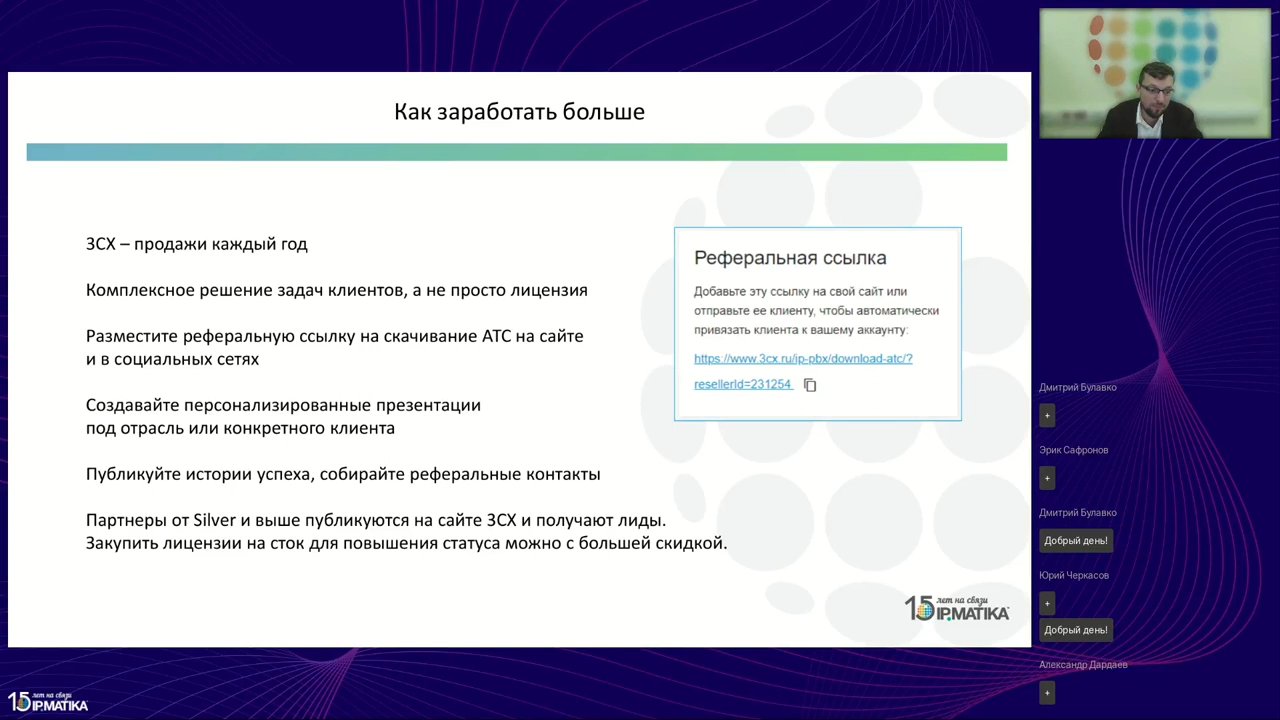 Как заработать больше
3CX – продажи каждый год
Комплексное решение задач клиентов, а не просто лицензия
Разместите реферальную ссылку на скачивание АТС на сайте
и в социальных сетях
Создавайте персонализированные презентации
под отрасль или конкретного клиента
Публикуйте истории успеха, собирайте реферальные контакты
Партнеры от Silver и выше публикуются на сайте 3CX и получают лиды.
Закупить лицензии на сток для повышения статуса можно с большей скидкой.
Реферальная ссылка
Добавьте эту ссылку на свой сайт или
отправьте ее клиенту, чтобы автоматически
привязать клиента к вашему аккаунту:
https://www.3cx.ru/ip-pbx/download-atc/?
resellerId=231254
15 лет на связи
IPMATIKA
Дмитрий Булавко
+
Эрик Сафронов
+
Дмитрий Булавко
Добрый день!
Юрий Черкасов
+
Добрый день!
Александр Дардаев
+
15 лет на связи
IPMATIKA